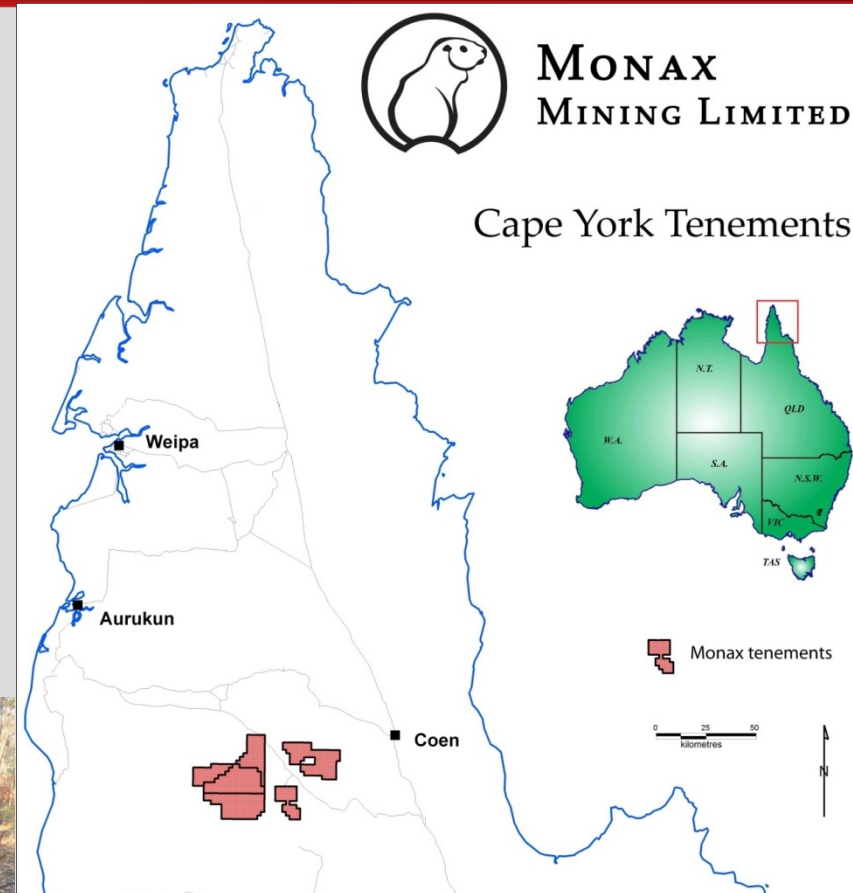 MONAX
MINING LIMITED
Cape York Tenements
N.T.
QLD
W.A.
S.A.
N.S.W.
VIC
TAS
Weipa
Aurukun
Monax tenements
0 25 50
kilometres
Coen
N